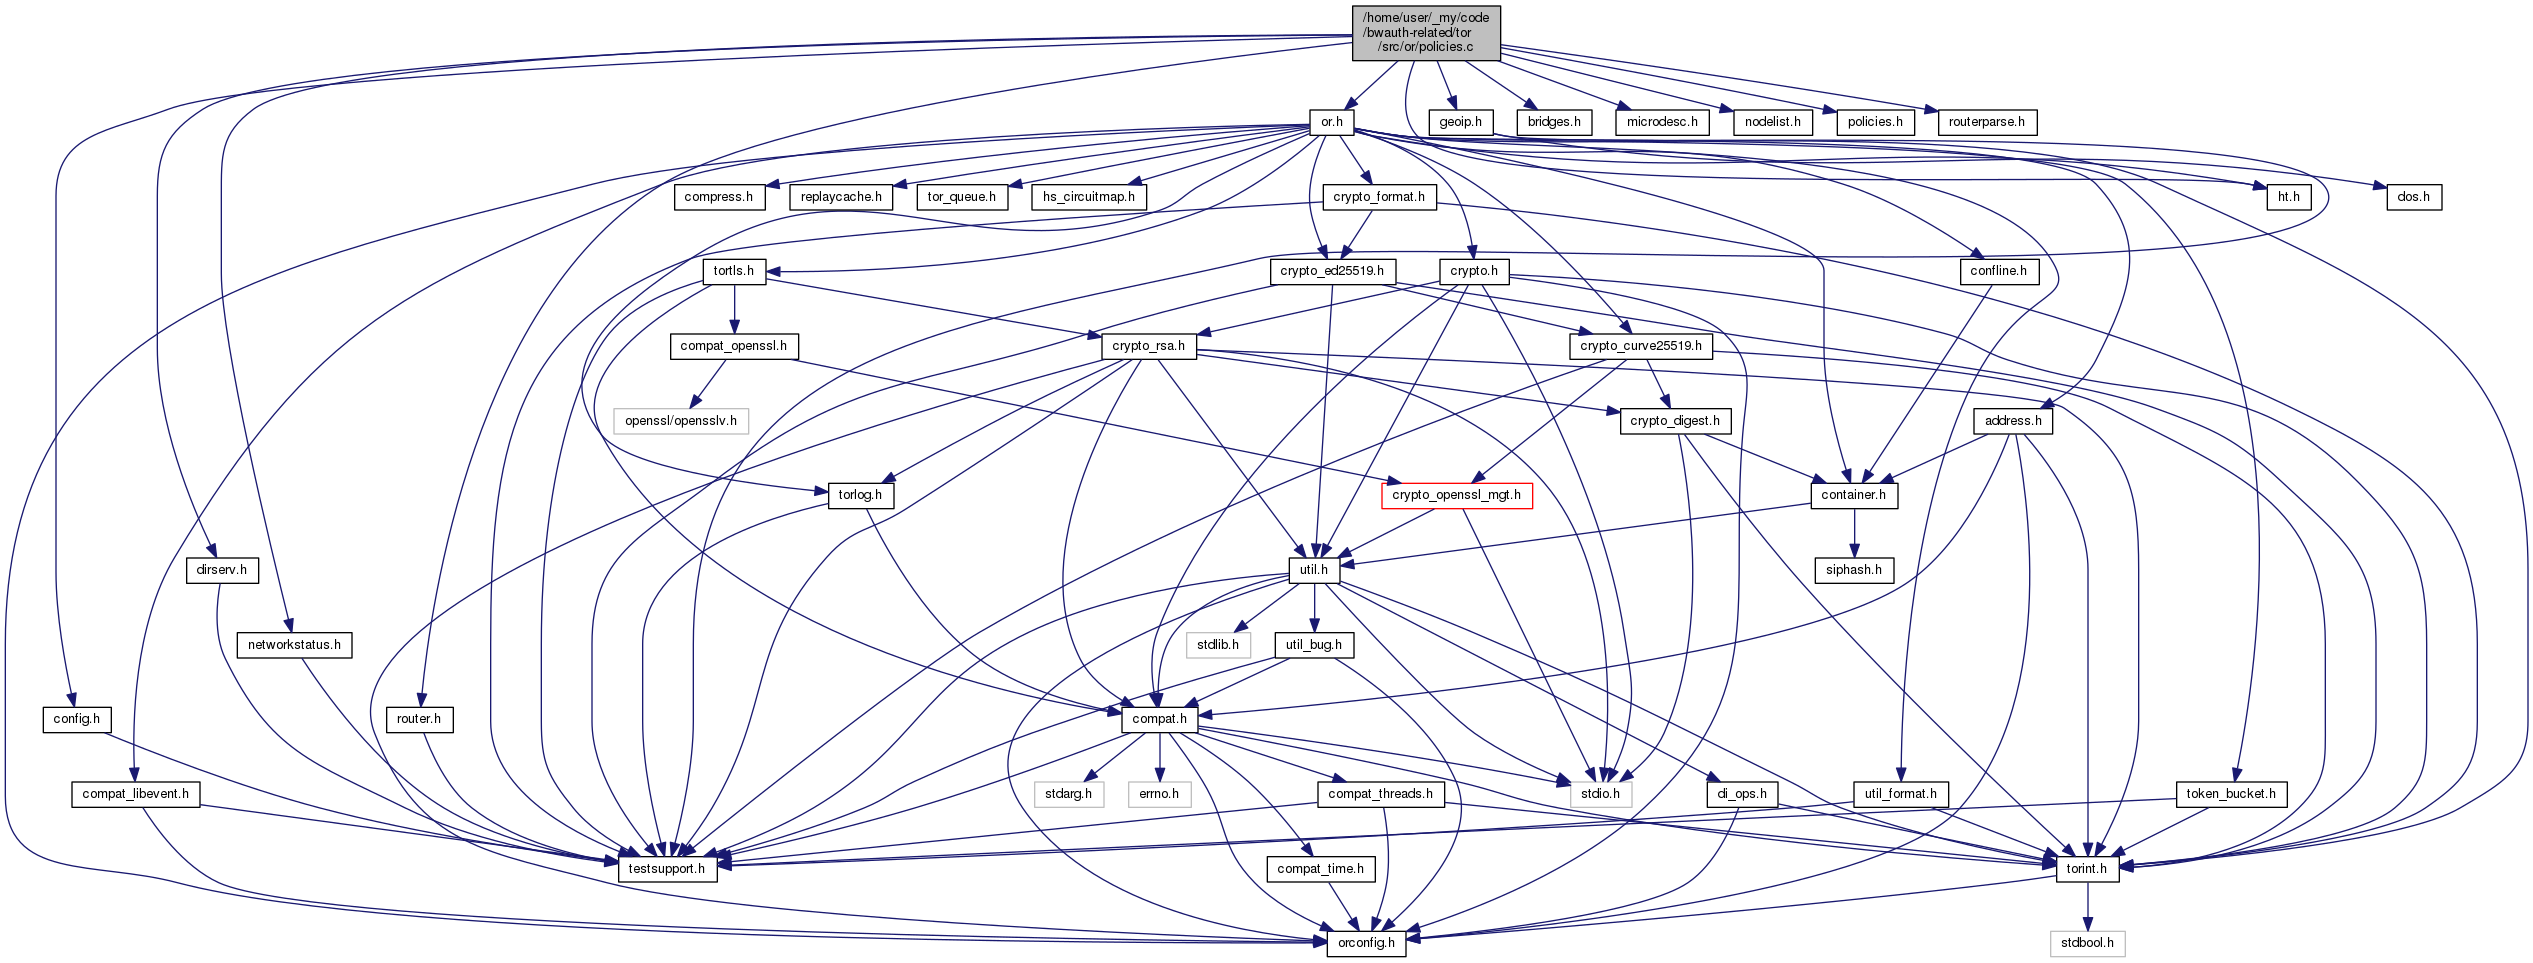 /home/user/_my/code
/bwauth-related/tor
/src/or/policies.c
or.h
geoip.h
bridges.h
microdesc.h
nodelist.h
policies.h
routerparse.h
compress.h
replaycache.h
tor_queue.h
hs_circuitmap.h
crypto_format.h
ht.h
dos.h
tortls.h
crypto_ed25519.h
crypto.h
confline.h
compat_openssl.h
crypto_rsa.h
crypto_curve25519.h
openssl/opensslv.h
crypto_digest.h
address.h
torlog.h
crypto_openssl_mgt.h
container.h
dirserv.h
util.h
siphash.h
networkstatus.h
stdlib.h
util_bug.h
config.h
router.h
compat.h
compat_libevent.h
stdarg.h
errno.h
compat_threads.h
stdio.h
di_ops.h
util_format.h
token_bucket.h
testsupport.h
compat_time.h
torint.h
orconfig.h
stdbool.h